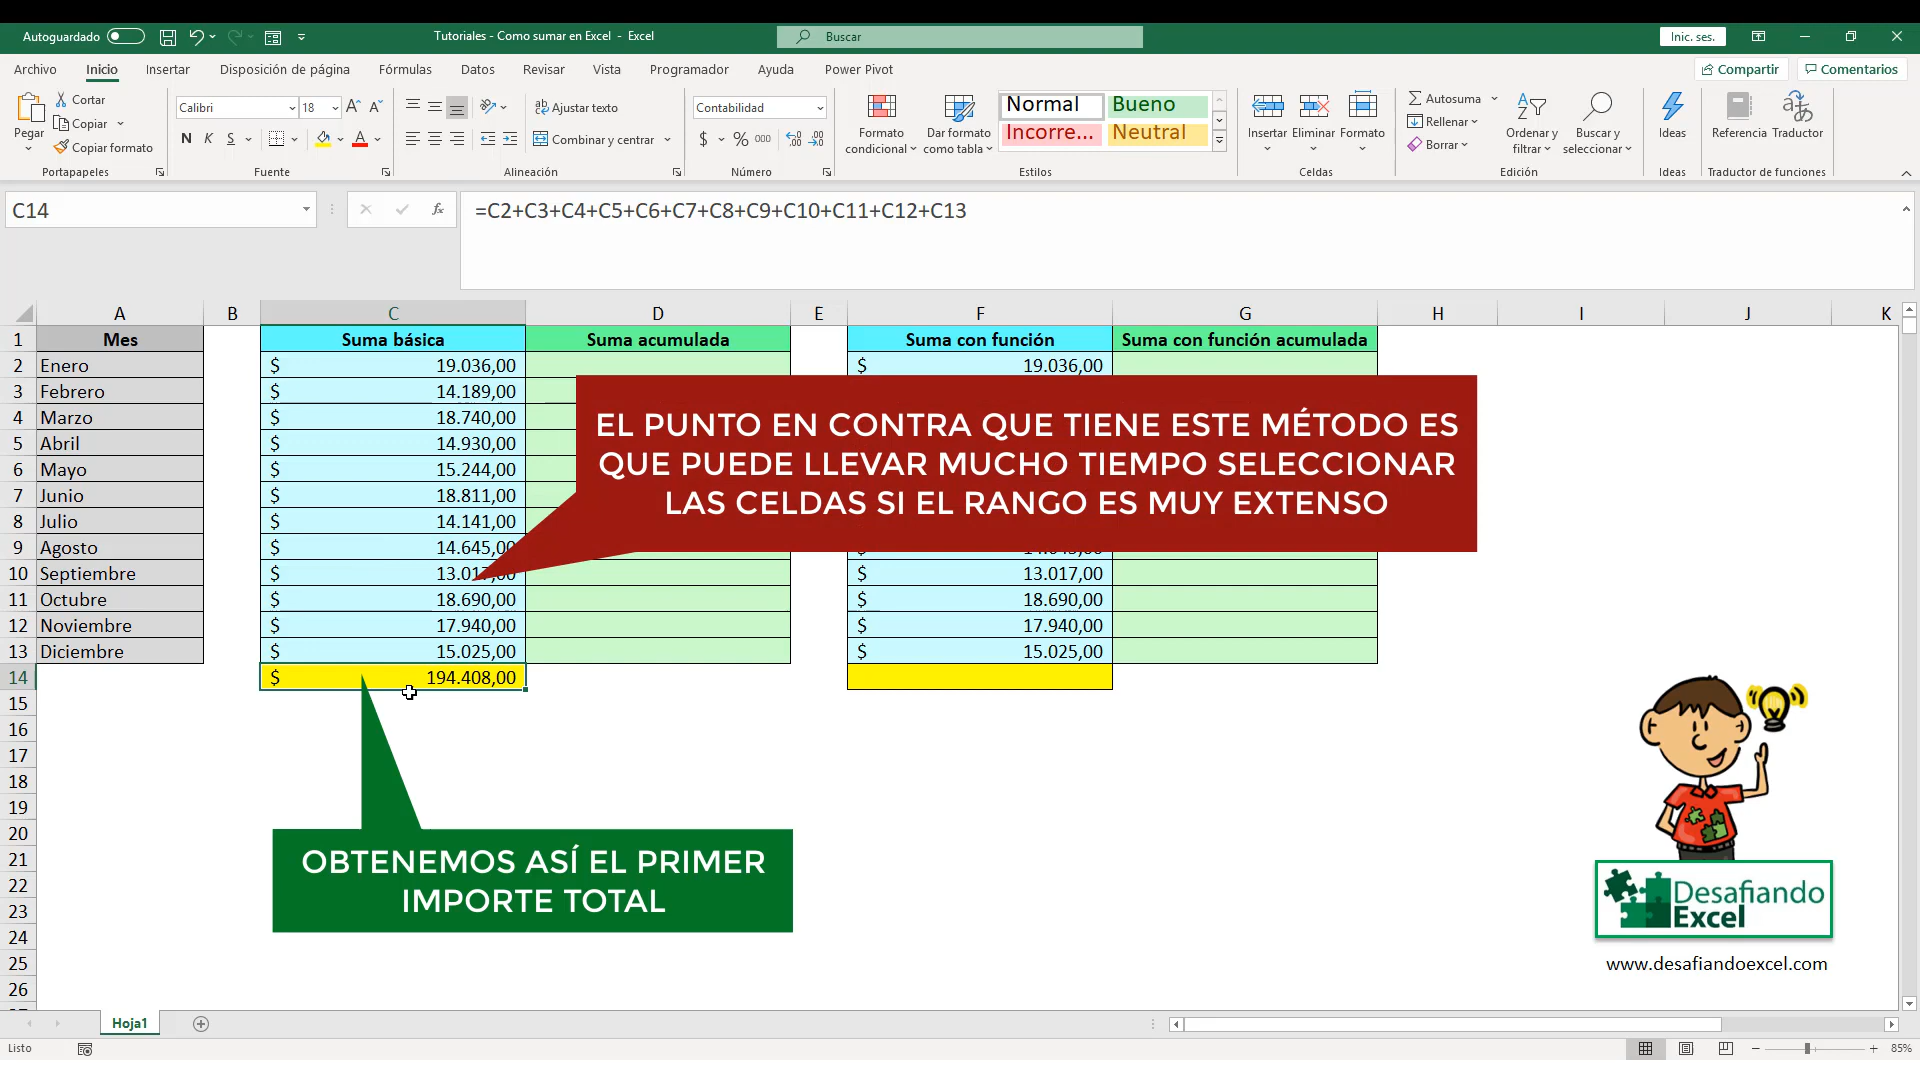 Autoguardado
Tutoriales - Como sumar en Excel - Excel
Buscar
Inic. ses.
Archivo Inicio Insertar Disposición de página Fórmulas Datos Revisar Vista Programador Ayuda Power Pivot
Compartir Comentarios
Pegar
Cortar
Copiar
Copiar formato
Portapapeles
Calibri 18
N K S
Fuente
Ajustar texto
Combinar y centrar
Alineación
Contabilidad
$ % 000
Número
Formato condicional
Dar formato como tabla
Normal Bueno
Incorre... Neutral
Estilos
Insertar Eliminar Formato
Celdas
Autosuma
Rellenar
Borrar
Ordenar y filtrar
Buscar y seleccionar
Edición
Ideas
Ideas
Referencia Traductor
Traductor de funciones
C14 fx =C2+C3+C4+C5+C6+C7+C8+C9+C10+C11+C12+C13
A B C D E F G H I J K
1 Mes Suma básica Suma acumulada Suma con función Suma con función acumulada
2 Enero $ 19.036,00 $ 19.036,00
3 Febrero $ 14.189,00
4 Marzo $ 18.740,00
5 Abril $ 14.930,00
6 Mayo $ 15.244,00
7 Junio $ 18.811,00
8 Julio $ 14.141,00
9 Agosto $ 14.645,00
10 Septiembre $ 13.017,00 $ 13.017,00
11 Octubre $ 18.690,00 $ 18.690,00
12 Noviembre $ 17.940,00 $ 17.940,00
13 Diciembre $ 15.025,00 $ 15.025,00
14 $ 194.408,00
15
16
17
18
19
20
21
22
23
24
25
26
EL PUNTO EN CONTRA QUE TIENE ESTE MÉTODO ES
QUE PUEDE LLEVAR MUCHO TIEMPO SELECCIONAR
LAS CELDAS SI EL RANGO ES MUY EXTENSO
OBTENEMOS ASÍ EL PRIMER
IMPORTE TOTAL
Desafiando
Excel
www.desafiandoexcel.com
Hoja1
Listo
85%